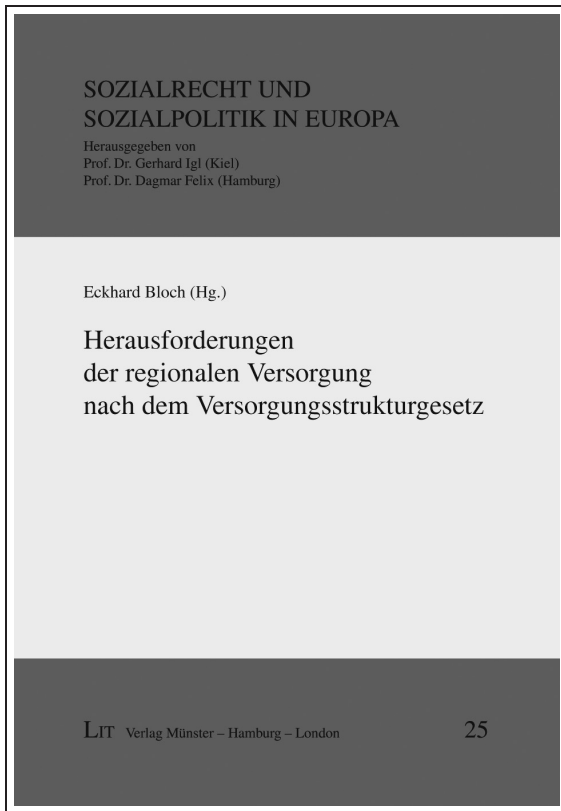 SOZIALRECHT UND
SOZIALPOLITIK IN EUROPA
Herausgegeben von
Prof. Dr. Gerhard Igl (Kiel)
Prof. Dr. Dagmar Felix (Hamburg)
Eckhard Bloch (Hg.)
Herausforderungen
der regionalen Versorgung
nach dem Versorgungsstrukturgesetz
LIT Verlag Münster – Hamburg – London 25